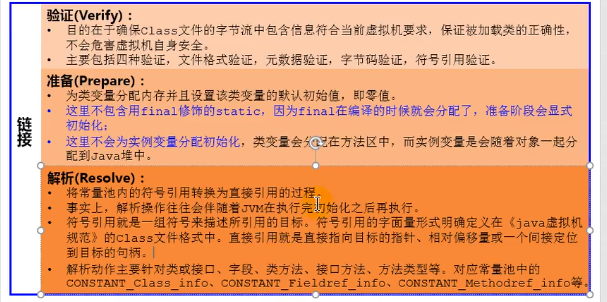 链接
验证(Verify)：
• 目的在于确保Class文件的字节流中包含信息符合当前虚拟机要求，保证被加载类的正确性，
不会危害虚拟机自身安全。
• 主要包括四种验证，文件格式验证，元数据验证，字节码验证，符号引用验证。
准备(Prepare)：
• 为类变量分配内存并且设置该类变量的默认初始值，即零值。
• 这里不包含用final修饰的static，因为final在编译的时候就会分配了，准备阶段会显式
初始化；
• 这里不会为实例变量分配初始化，类变量会分配在方法区中，而实例变量是会随着对象一起分
配到Java堆中。
解析(Resolve)：
• 将常量池内的符号引用转换为直接引用的过程。
• 事实上，解析操作往往会伴随着JVM在执行完初始化之后再执行。
• 符号引用就是一组符号来描述所引用的目标。符号引用的字面量形式明确定义在《java虚拟机
规范》的Class文件格式中。直接引用就是直接指向目标的指针、相对偏移量或一个间接定位
到目标的句柄。
• 解析动作主要针对类或接口、字段、类方法、接口方法、方法类型等。对应常量池中的
CONSTANT_Class_info、CONSTANT_Fieldref_info、CONSTANT_Methodref_info等。